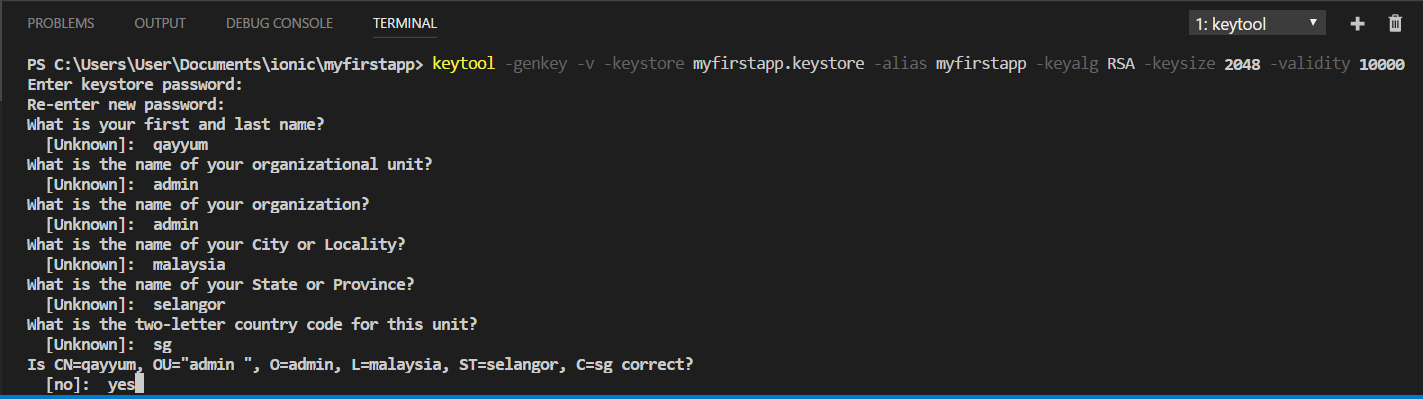 PROBLEMS OUTPUT DEBUG CONSOLE TERMINAL 1: keytool
PS C:\Users\User\Documents\ionic\myfirstapp> keytool -genkey -v -keystore myfirstapp.keystore -alias myfirstapp -keyalg RSA -keysize 2048 -validity 10000
Enter keystore password:
Re-enter new password:
What is your first and last name?
[Unknown]: qayyum
What is the name of your organizational unit?
[Unknown]: admin
What is the name of your organization?
[Unknown]: admin
What is the name of your City or Locality?
[Unknown]: malaysia
What is the name of your State or Province?
[Unknown]: selangor
What is the two-letter country code for this unit?
[Unknown]: sg
Is CN=qayyum, OU="admin ", O=admin, L=malaysia, ST=selangor, C=sg correct?
[no]: yes